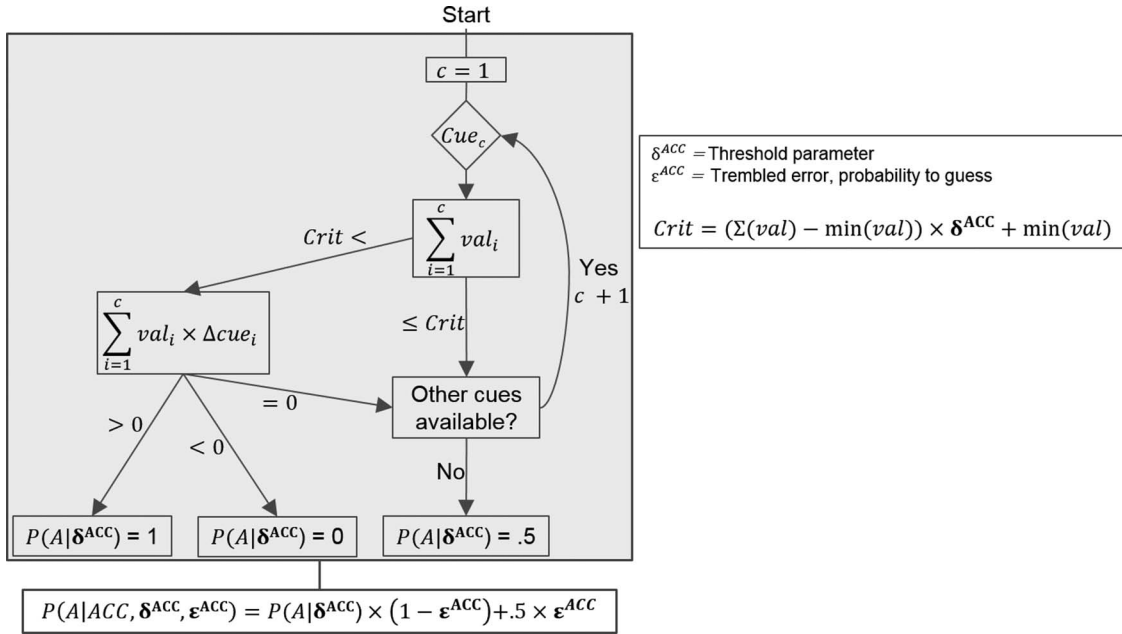 Start
c = 1
Cue_c
c
∑ val_i
i=1
Crit <
≤ Crit
Yes
c + 1
c
∑ val_i × Δcue_i
i=1
Other cues
available?
= 0
> 0
< 0
No
P(A|δ^ACC) = 1
P(A|δ^ACC) = 0
P(A|δ^ACC) = .5
P(A|ACC, δ^ACC, ε^ACC) = P(A|δ^ACC) × (1 − ε^ACC)+.5 × ε^ACC
δ^ACC = Threshold parameter
ε^ACC = Trembled error, probability to guess
Crit = (Σ(val) − min(val)) × δ^ACC + min(val)